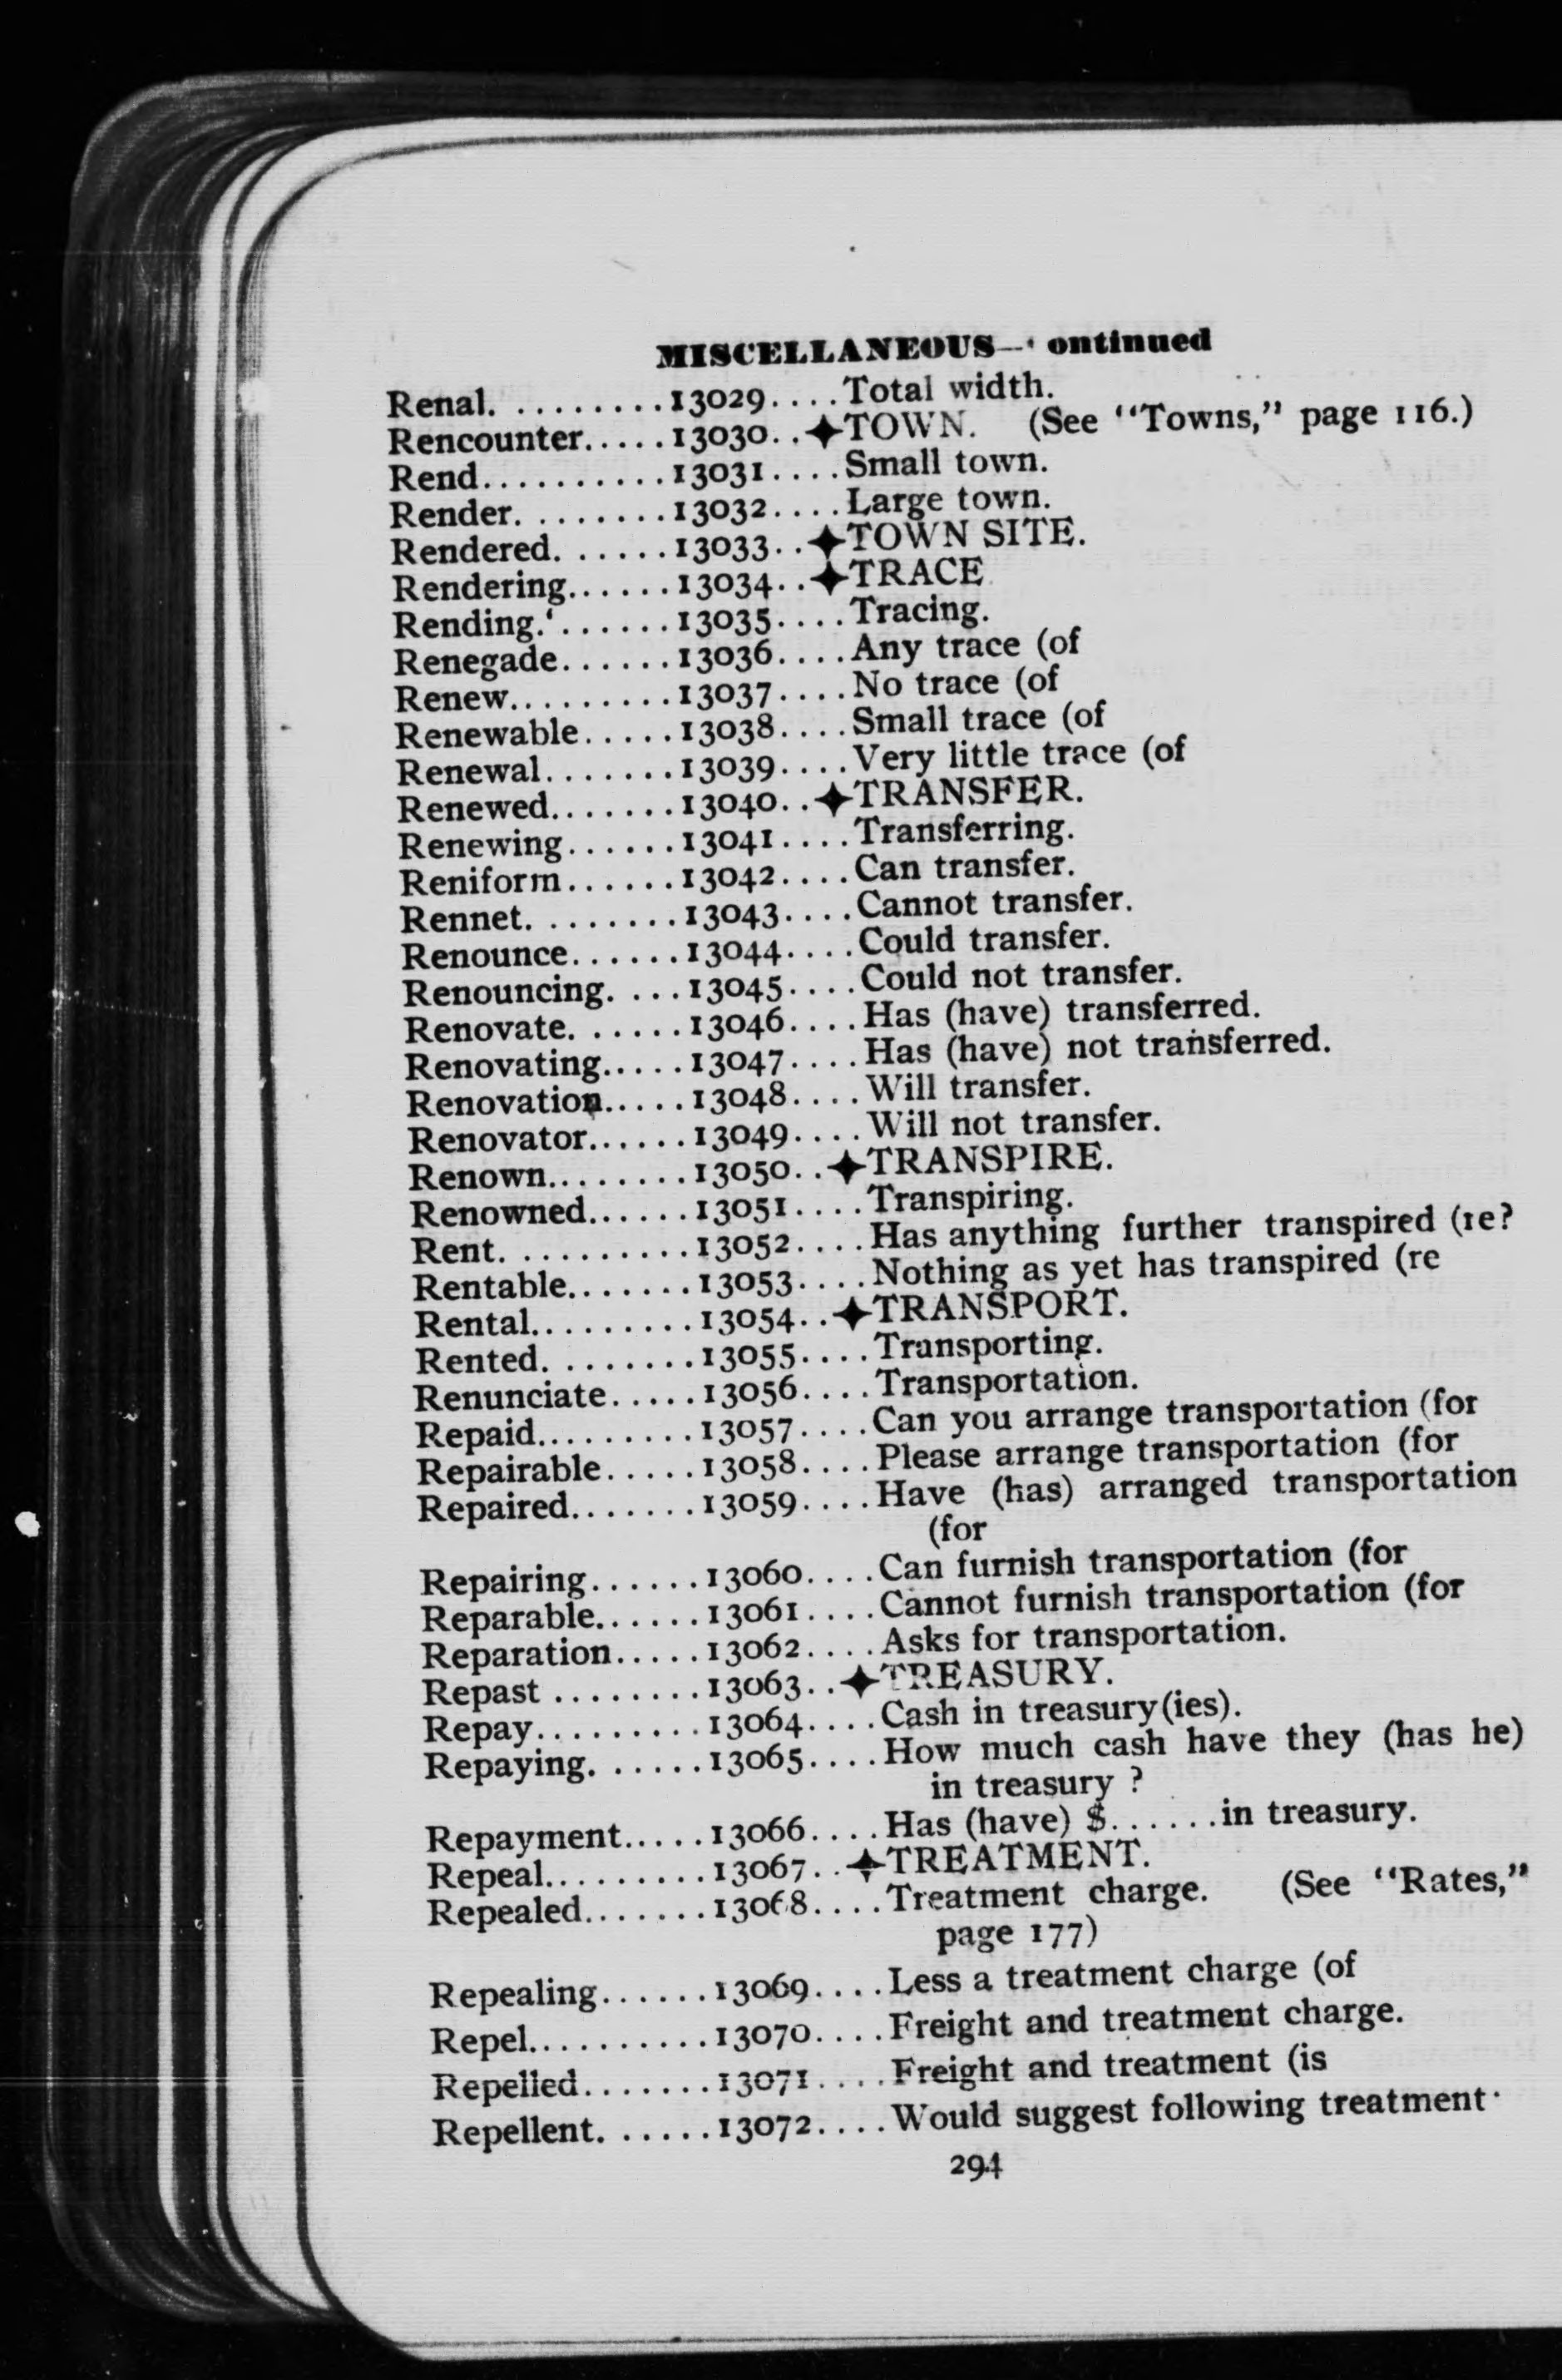 MISCELLANEOUS—' ontinued
Renal. ........13029....Total width.
Rencounter.....13030..✦TOWN. (See "Towns," page 116.)
Rend..........13031....Small town.
Render. ........13032....Large town.
Rendered. ......13033..✦TOWN SITE.
Rendering......13034..✦TRACE
Rending.'......13035....Tracing.
Renegade......13036....Any trace (of
Renew.........13037....No trace (of
Renewable.....13038....Small trace (of
Renewal.......13039....Very little trace (of
Renewed.......13040..✦TRANSFER.
Renewing......13041....Transferring.
Reniform......13042....Can transfer.
Rennet. ........13043....Cannot transfer.
Renounce......13044....Could transfer.
Renouncing. ...13045....Could not transfer.
Renovate. ......13046....Has (have) transferred.
Renovating.....13047....Has (have) not transferred.
Renovation.....13048....Will transfer.
Renovator......13049....Will not transfer.
Renown........13050..✦TRANSPIRE.
Renowned......13051....Transpiring.
Rent. ..........13052....Has anything further transpired (re?
Rentable.......13053....Nothing as yet has transpired (re
Rental.........13054..✦TRANSPORT.
Rented. ........13055....Transporting.
Renunciate.....13056....Transportation.
Repaid.........13057....Can you arrange transportation (for
Repairable.....13058....Please arrange transportation (for
Repaired.......13059....Have (has) arranged transportation
(for
Repairing......13060....Can furnish transportation (for
Reparable......13061....Cannot furnish transportation (for
Reparation.....13062....Asks for transportation.
Repast ........13063..✦TREASURY.
Repay.........13064....Cash in treasury(ies).
Repaying. ......13065....How much cash have they (has he)
in treasury ?
Repayment.....13066....Has (have) $......in treasury.
Repeal.........13067..✦TREATMENT.
Repealed.......13068....Treatment charge. (See "Rates,"
page 177)
Repealing......13069....Less a treatment charge (of
Repel..........13070....Freight and treatment charge.
Repelled.......13071....Freight and treatment (is
Repellent. ......13072....Would suggest following treatment·
294